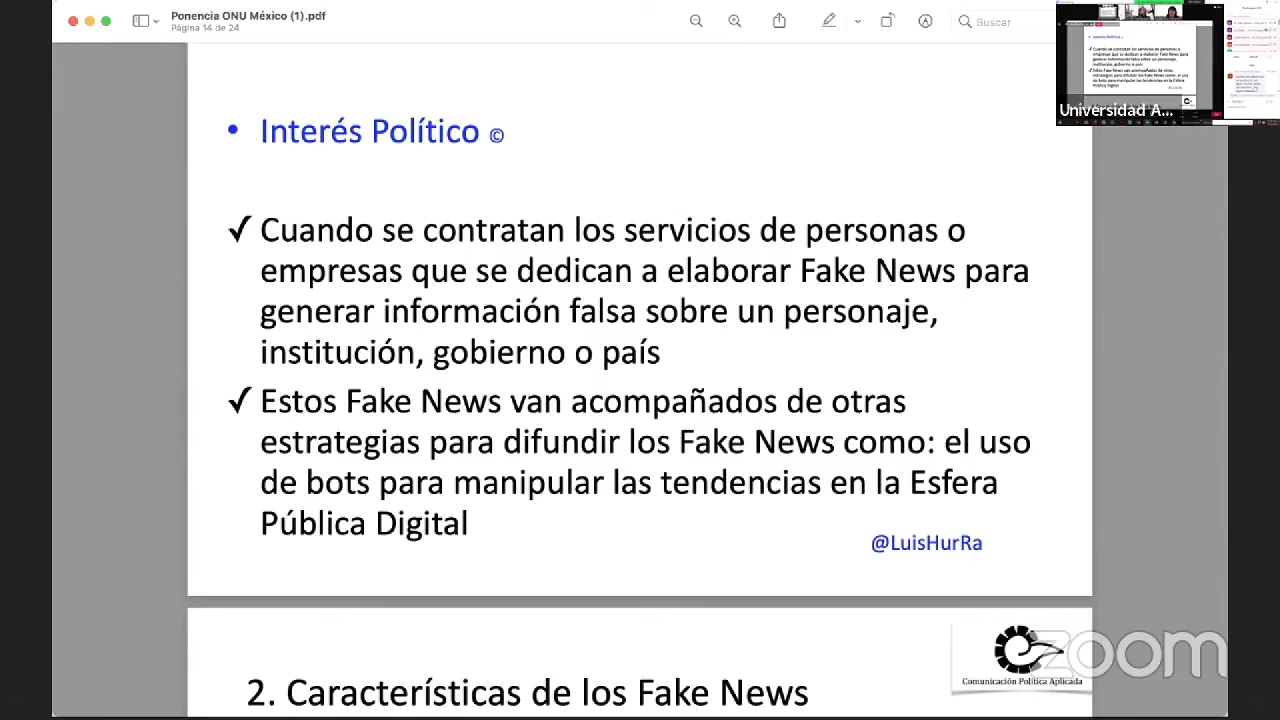 Ponencia ONU México (1).pdf
Página 14 de 24
Buscar
Universidad A...
• Interés Político ©
✓ Cuando se contratan los servicios de personas o
empresas que se dedican a elaborar Fake News para
generar información falsa sobre un personaje,
institución, gobierno o país
✓ Estos Fake News van acompañados de otras
estrategias para difundir los Fake News como: el uso
de bots para manipular las tendencias en la Esfera
Pública Digital
@LuisHurRa
2. Características de los Fake News
Comunicación Política Aplicada
zoom